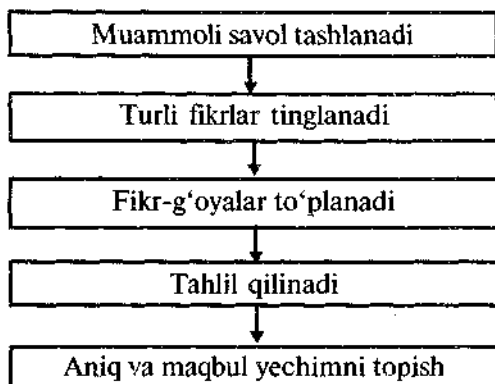 Muammoli savol tashlanadi
Turli fikrlar tinglanadi
Fikr-g‘oyalar to‘planadi
Tahlil qilinadi
Aniq va maqbul yechimni topish